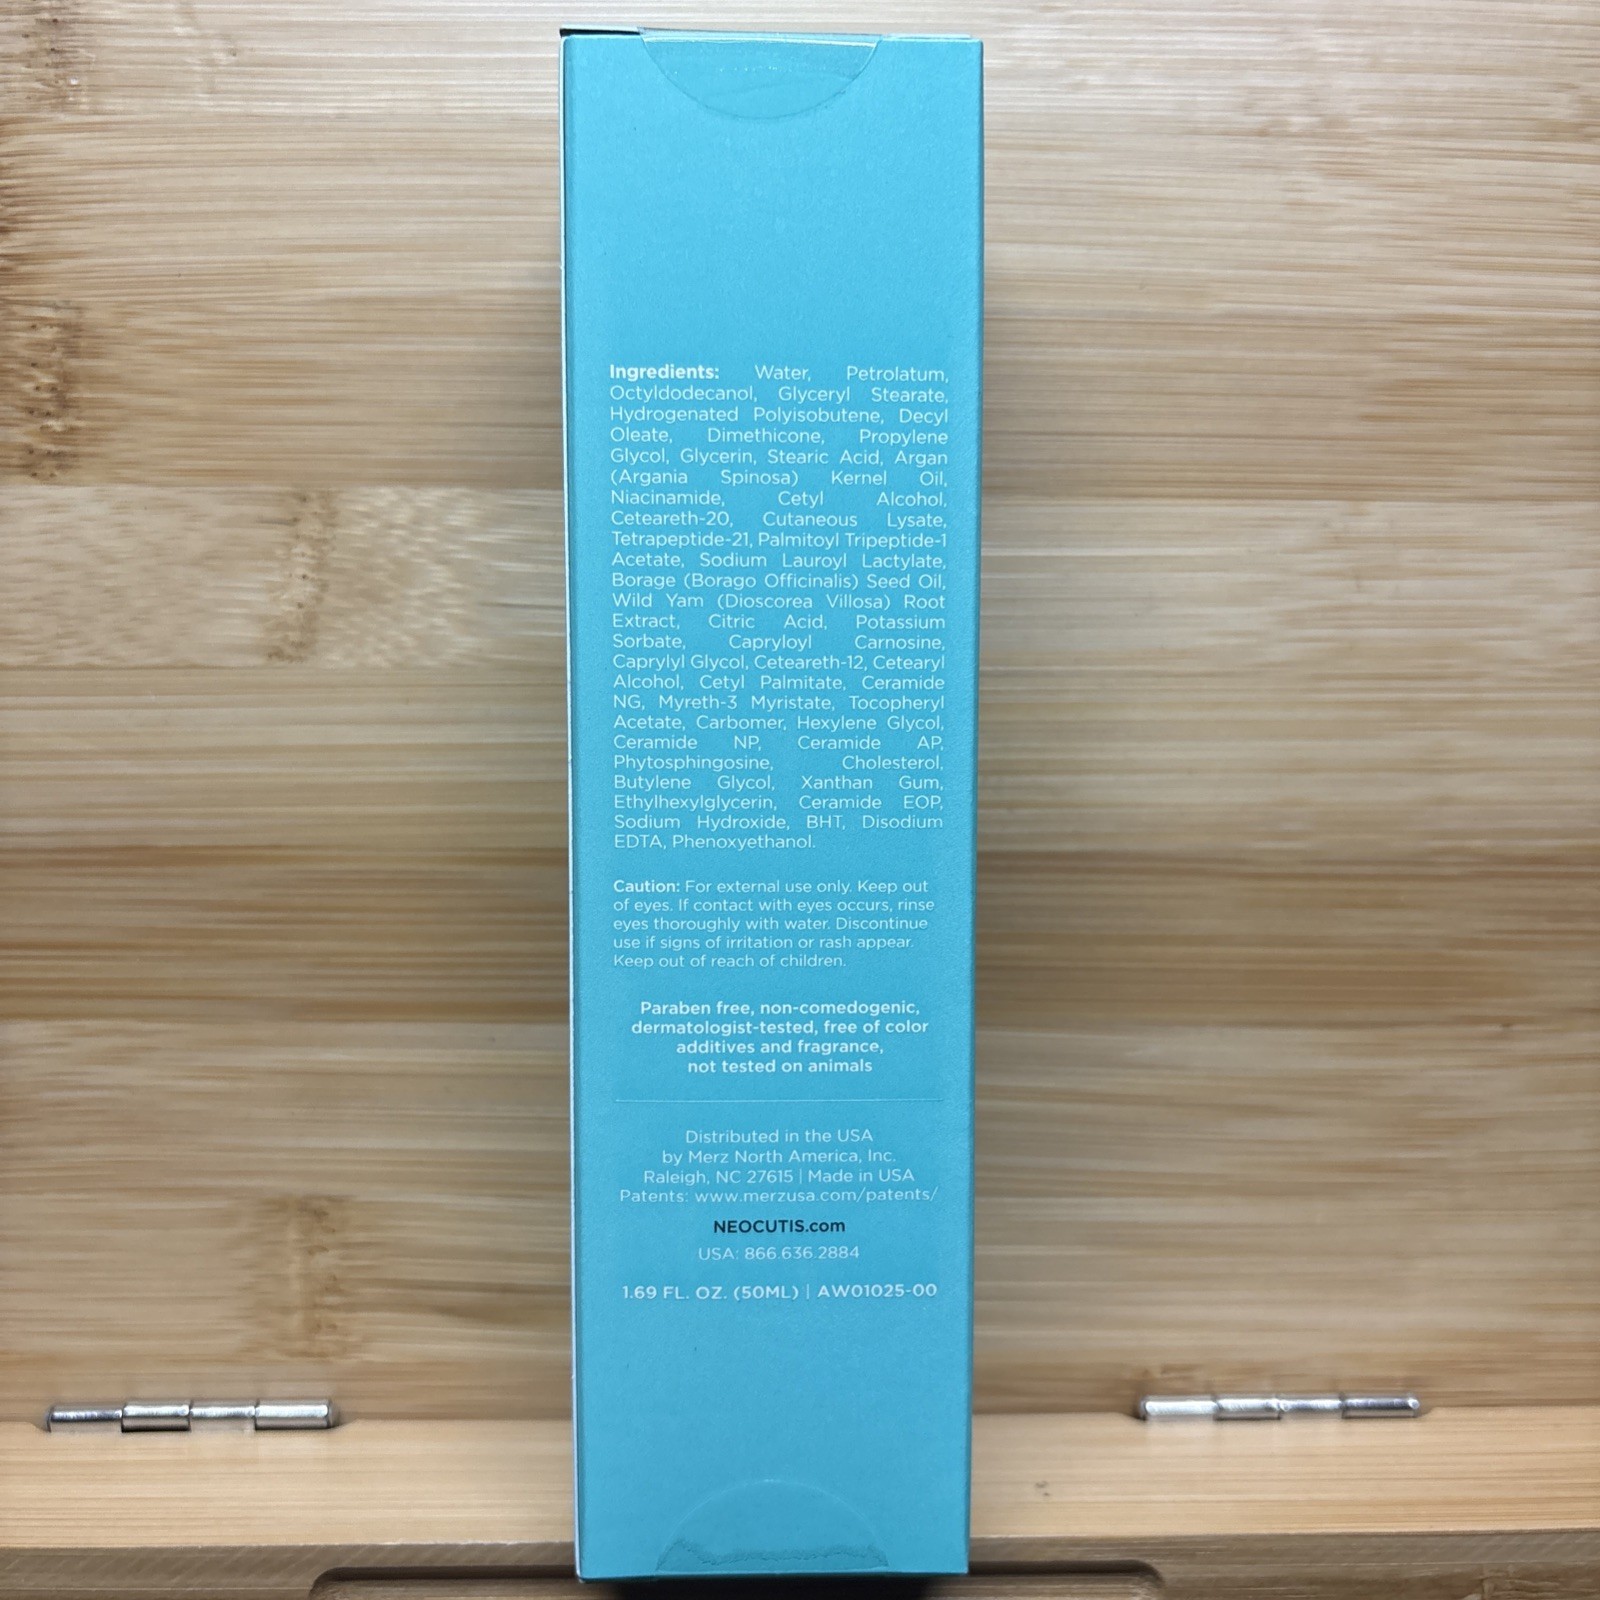 Ingredients: Water, Petrolatum,
Octyldodecanol, Glyceryl Stearate,
Hydrogenated Polyisobutene, Decyl
Oleate, Dimethicone, Propylene
Glycol, Glycerin, Stearic Acid, Argan
(Argania Spinosa) Kernel Oil,
Niacinamide, Cetyl Alcohol,
Ceteareth-20, Cutaneous Lysate,
Tetrapeptide-21, Palmitoyl Tripeptide-1
Acetate, Sodium Lauroyl Lactylate,
Borage (Borago Officinalis) Seed Oil,
Wild Yam (Dioscorea Villosa) Root
Extract, Citric Acid, Potassium
Sorbate, Capryloyl Carnosine,
Caprylyl Glycol, Ceteareth-12, Cetearyl
Alcohol, Cetyl Palmitate, Ceramide
NG, Myreth-3 Myristate, Tocopheryl
Acetate, Carbomer, Hexylene Glycol,
Ceramide NP, Ceramide AP,
Phytosphingosine, Cholesterol,
Butylene Glycol, Xanthan Gum,
Ethylhexylglycerin, Ceramide EOP,
Sodium Hydroxide, BHT, Disodium
EDTA, Phenoxyethanol.
Caution: For external use only. Keep out
of eyes. If contact with eyes occurs, rinse
eyes thoroughly with water. Discontinue
use if signs of irritation or rash appear.
Keep out of reach of children.
Paraben free, non-comedogenic,
dermatologist-tested, free of color
additives and fragrance,
not tested on animals
Distributed in the USA
by Merz North America, Inc.
Raleigh, NC 27615 | Made in USA
Patents: www.merzusa.com/patents/
NEOCUTIS.com
USA: 866.636.2884
1.69 FL. OZ. (50ML) | AW01025-00